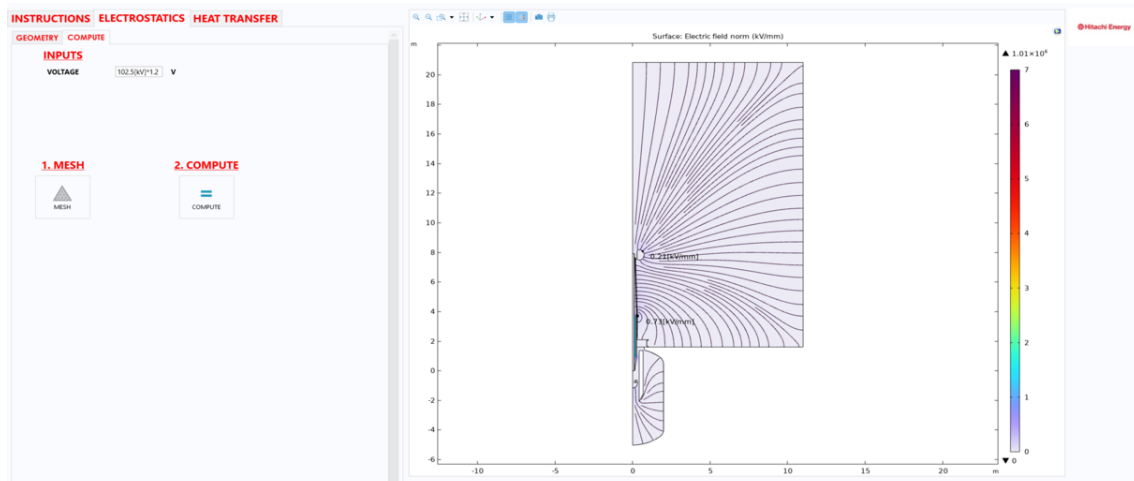 INSTRUCTIONS ELECTROSTATICS HEAT TRANSFER
GEOMETRY COMPUTE
INPUTS
VOLTAGE 102.5[kV]*1.2 V
1. MESH 2. COMPUTE
MESH COMPUTE
Surface: Electric field norm (kV/mm)
m
20
18
16
14
12
10
8
6
4
2
0
-2
-4
-6
-10 -5 0 5 10 15 20 m
0.21[kV/mm]
0.73[kV/mm]
▲ 1.01×10⁶
7
6
5
4
3
2
1
0
▼ 0
Hitachi Energy